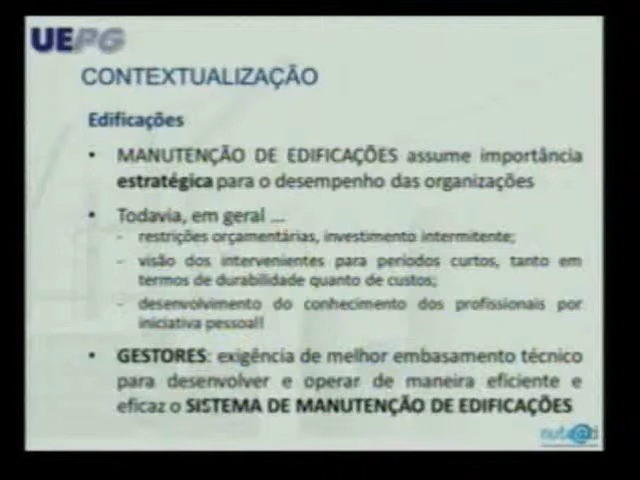 UEPG
CONTEXTUALIZAÇÃO
Edificações
• MANUTENÇÃO DE EDIFICAÇÕES assume importância
estratégica para o desempenho das organizações
• Todavia, em geral ...
- restrições orçamentárias, investimento intermitente;
- visão dos intervenientes para períodos curtos, tanto em
termos de durabilidade quanto de custos;
- desenvolvimento do conhecimento dos profissionais por
iniciativa pessoal!
• GESTORES: exigência de melhor embasamento técnico
para desenvolver e operar de maneira eficiente e
eficaz o SISTEMA DE MANUTENÇÃO DE EDIFICAÇÕES
nute@d